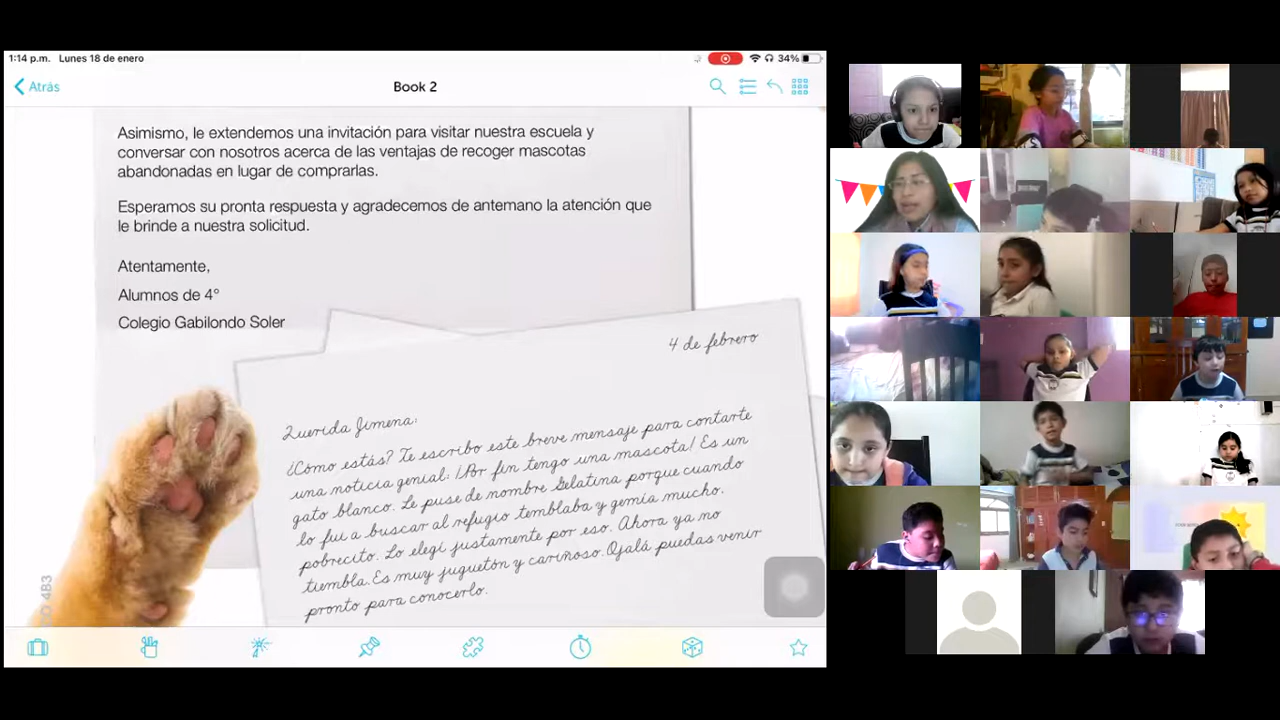 1:14 p.m. Lunes 18 de enero
34%
Atrás
Book 2
Asimismo, le extendemos una invitación para visitar nuestra escuela y
conversar con nosotros acerca de las ventajas de recoger mascotas
abandonadas en lugar de comprarlas.
Esperamos su pronta respuesta y agradecemos de antemano la atención que
le brinde a nuestra solicitud.
Atentamente,
Alumnos de 4°
Colegio Gabilondo Soler
4 de febrero
Querida Jimena:
¿Cómo estás? Te escribo este breve mensaje para contarte
una noticia genial: ¡Por fin tengo una mascota! Es un
gato blanco. Le puse de nombre Gelatina porque cuando
lo fui a buscar al refugio temblaba y gemía mucho,
pobrecito. Lo elegí justamente por eso. Ahora ya no
tiembla. Es muy juguetón y cariñoso. Ojalá puedas venir
pronto para conocerlo.